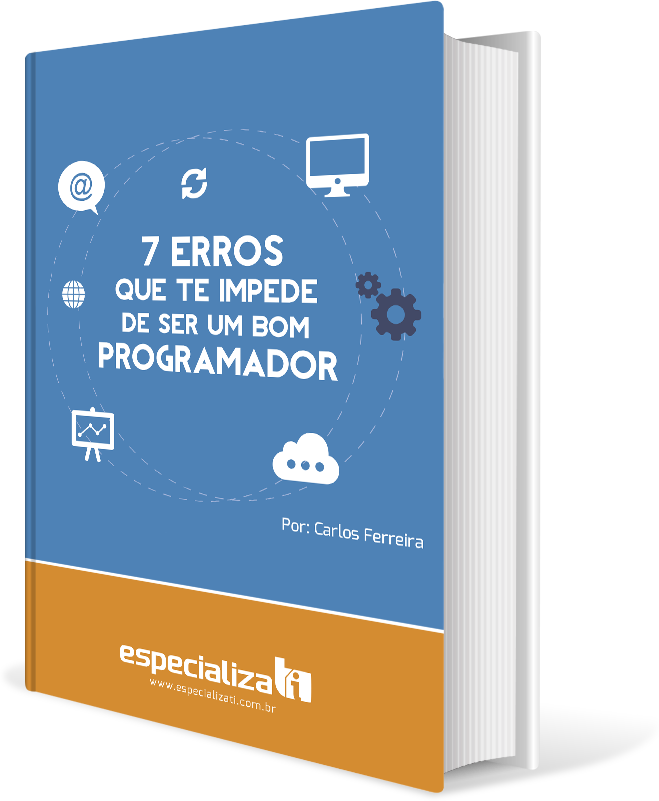 @
7 ERROS
QUE TE IMPEDE
DE SER UM BOM
PROGRAMADOR
Por: Carlos Ferreira
especializati
www.especializati.com.br